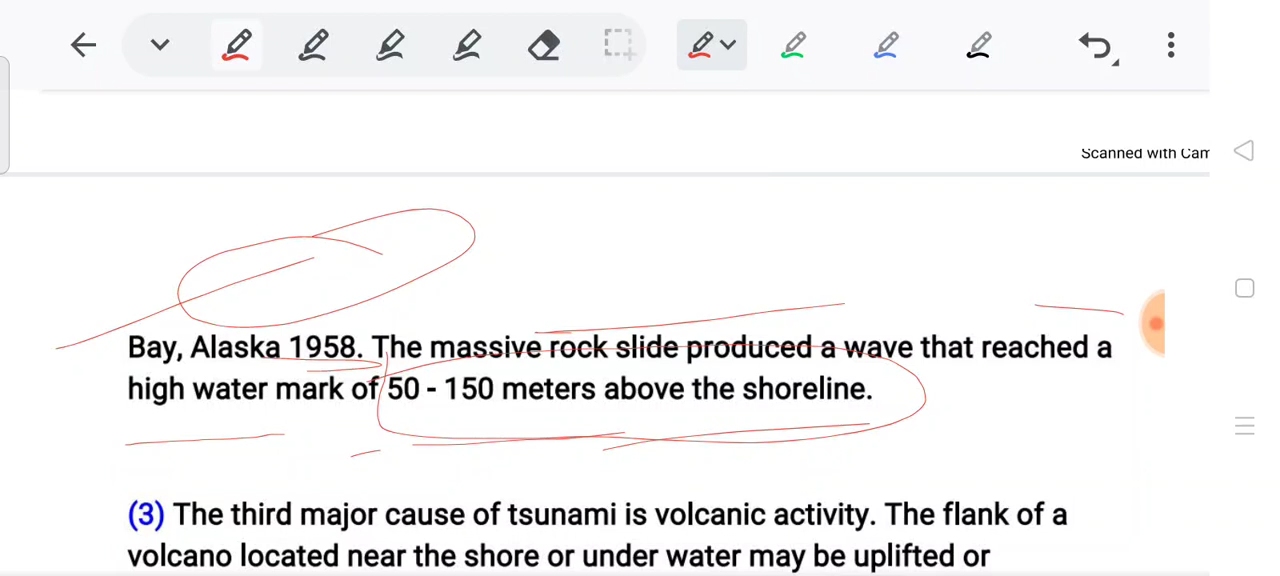 Scanned with Cam
Bay, Alaska 1958. The massive rock slide produced a wave that reached a
high water mark of 50 - 150 meters above the shoreline.
(3) The third major cause of tsunami is volcanic activity. The flank of a
volcano located near the shore or under water may be uplifted or